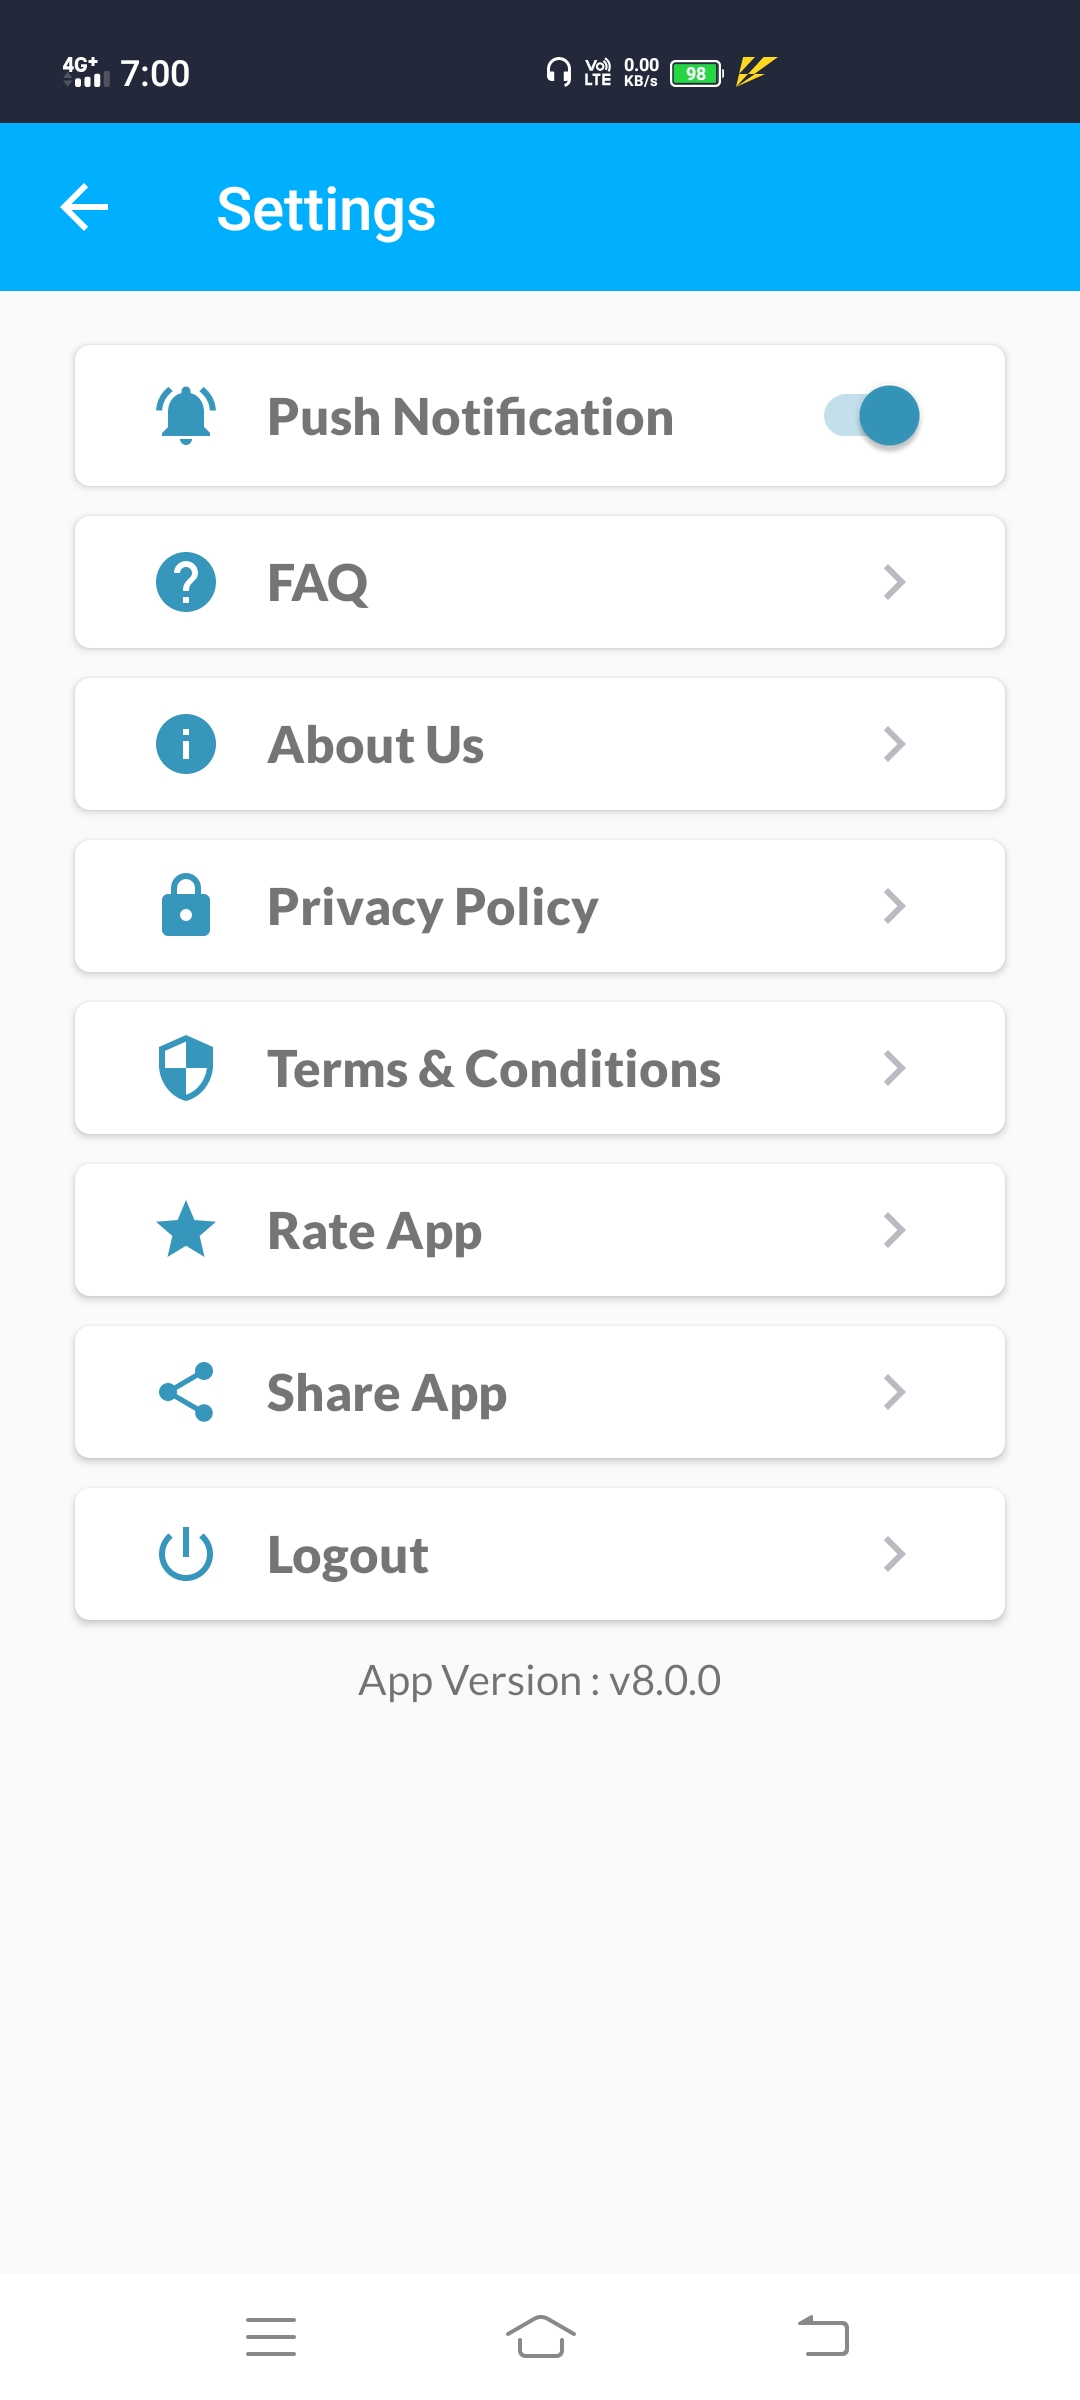 4G+ 7:00 Vo) LTE 0.00 KB/s 98
Settings
Push Notification
FAQ
About Us
Privacy Policy
Terms & Conditions
Rate App
Share App
Logout
App Version : v8.0.0